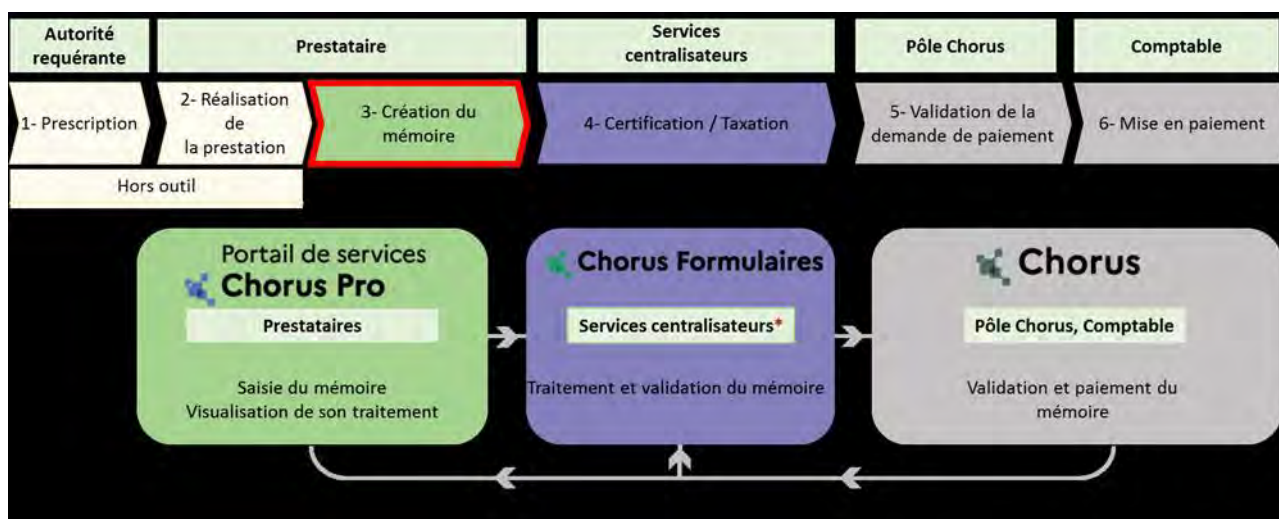 Autorité
requérante
Prestataire
Services
centralisateurs
Pôle Chorus
Comptable
1- Prescription
2- Réalisation
de
la prestation
3- Création du
mémoire
4- Certification / Taxation
5- Validation de la
demande de paiement
6- Mise en paiement
Hors outil
Portail de services
Chorus Pro
Prestataires
Saisie du mémoire
Visualisation de son traitement
Chorus Formulaires
Services centralisateurs*
Traitement et validation du mémoire
Chorus
Pôle Chorus, Comptable
Validation et paiement du
mémoire